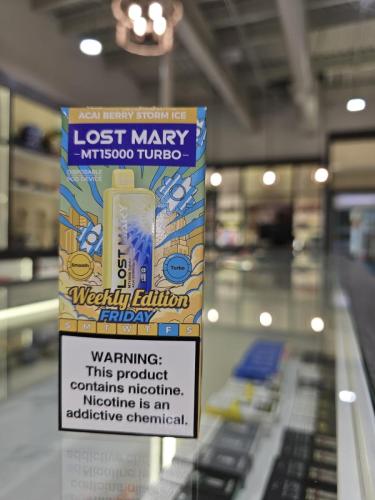 ACAI BERRY STORM ICE
LOST MARY
MT15000 TURBO
DISPOSABLE
POD DEVICE
LOST MARY
Smooth
Turbo
Weekly Edition
FRIDAY
S M T W T F S
WARNING:
This product
contains nicotine.
Nicotine is an
addictive chemical.